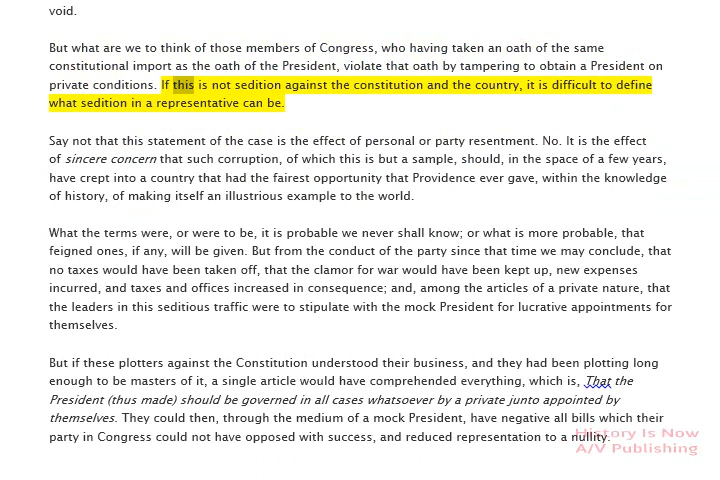 void.
But what are we to think of those members of Congress, who having taken an oath of the same
constitutional import as the oath of the President, violate that oath by tampering to obtain a President on
private conditions. If this is not sedition against the constitution and the country, it is difficult to define
what sedition in a representative can be.
Say not that this statement of the case is the effect of personal or party resentment. No. It is the effect
of sincere concern that such corruption, of which this is but a sample, should, in the space of a few years,
have crept into a country that had the fairest opportunity that Providence ever gave, within the knowledge
of history, of making itself an illustrious example to the world.
What the terms were, or were to be, it is probable we never shall know; or what is more probable, that
feigned ones, if any, will be given. But from the conduct of the party since that time we may conclude, that
no taxes would have been taken off, that the clamor for war would have been kept up, new expenses
incurred, and taxes and offices increased in consequence; and, among the articles of a private nature, that
the leaders in this seditious traffic were to stipulate with the mock President for lucrative appointments for
themselves.
But if these plotters against the Constitution understood their business, and they had been plotting long
enough to be masters of it, a single article would have comprehended everything, which is, That the
President (thus made) should be governed in all cases whatsoever by a private junto appointed by
themselves. They could then, through the medium of a mock President, have negative all bills which their
party in Congress could not have opposed with success, and reduced representation to a nullity.
History Is Now
A/V Publishing